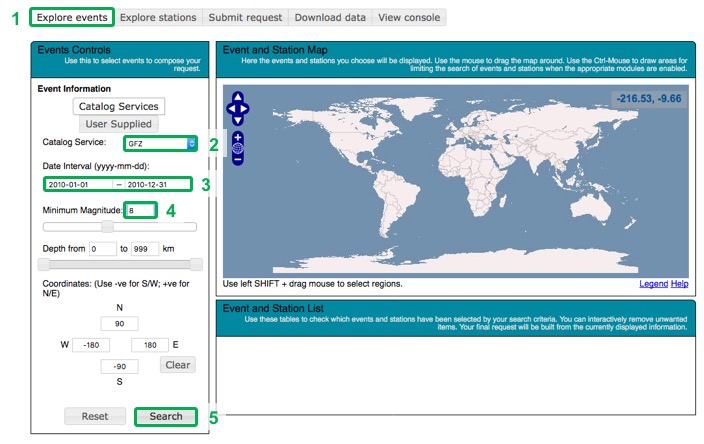 1 Explore events Explore stations Submit request Download data View console
Events Controls
Use this to select events to compose your
request.
Event Information
Catalog Services
User Supplied
Catalog Service: GFZ 2
Date Interval (yyyy-mm-dd):
2010-01-01 – 2010-12-31 3
Minimum Magnitude: 8 4
Depth from 0 to 999 km
Coordinates: (Use -ve for S/W; +ve for
N/E)
N
90
W -180 180 E
-90 Clear
S
Reset Search 5
Event and Station Map
Here the events and stations you choose will be displayed. Use the mouse to drag the map around. Use the Ctrl-Mouse to draw areas for
limiting the search of events and stations when the appropriate modules are enabled.
-216.53, -9.66
Use left SHIFT + drag mouse to select regions. Legend Help
Event and Station List
Use these tables to check which events and stations have been selected by your search criteria. You can interactively remove unwanted
items. Your final request will be built from the currently displayed information.